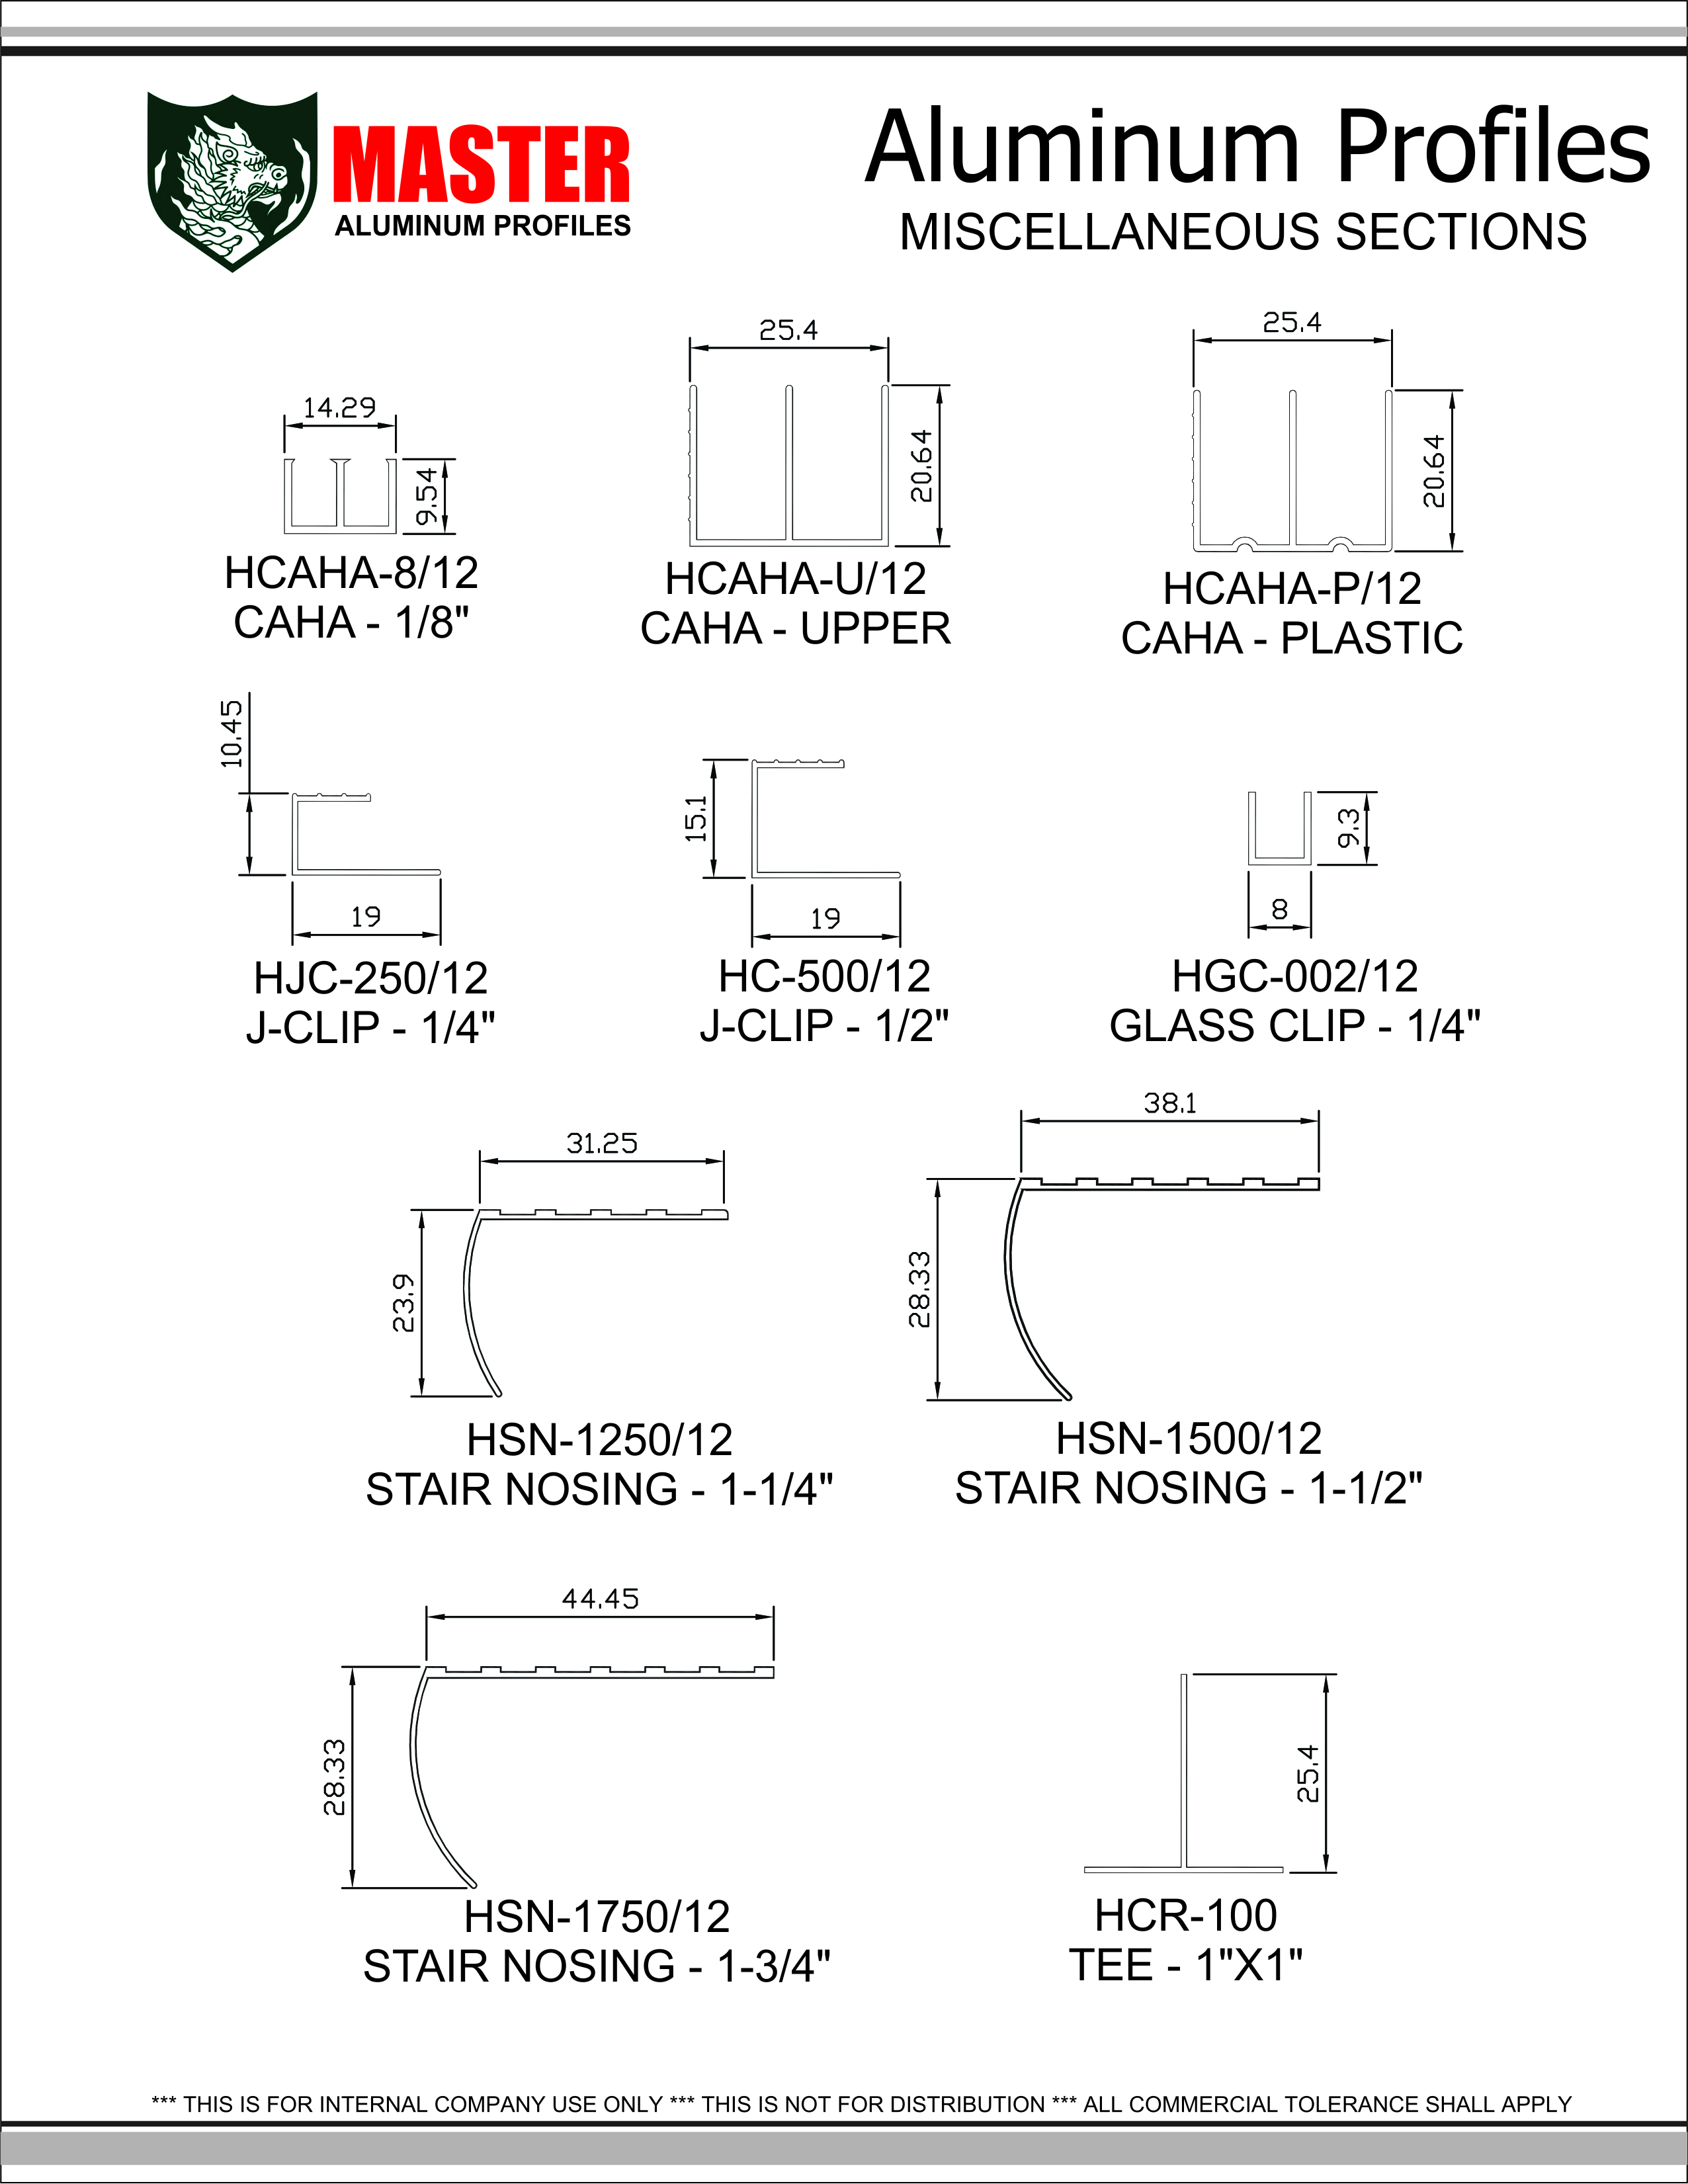 MASTER
ALUMINUM PROFILES
Aluminum Profiles
MISCELLANEOUS SECTIONS
14.29
9.54
HCAHA-8/12
CAHA - 1/8"
25.4
20.64
HCAHA-U/12
CAHA - UPPER
25.4
20.64
HCAHA-P/12
CAHA - PLASTIC
10.45
19
HJC-250/12
J-CLIP - 1/4"
15.1
19
HC-500/12
J-CLIP - 1/2"
9.3
8
HGC-002/12
GLASS CLIP - 1/4"
31.25
23.9
HSN-1250/12
STAIR NOSING - 1-1/4"
38.1
28.33
HSN-1500/12
STAIR NOSING - 1-1/2"
44.45
28.33
HSN-1750/12
STAIR NOSING - 1-3/4"
25.4
HCR-100
TEE - 1"X1"
*** THIS IS FOR INTERNAL COMPANY USE ONLY *** THIS IS NOT FOR DISTRIBUTION *** ALL COMMERCIAL TOLERANCE SHALL APPLY